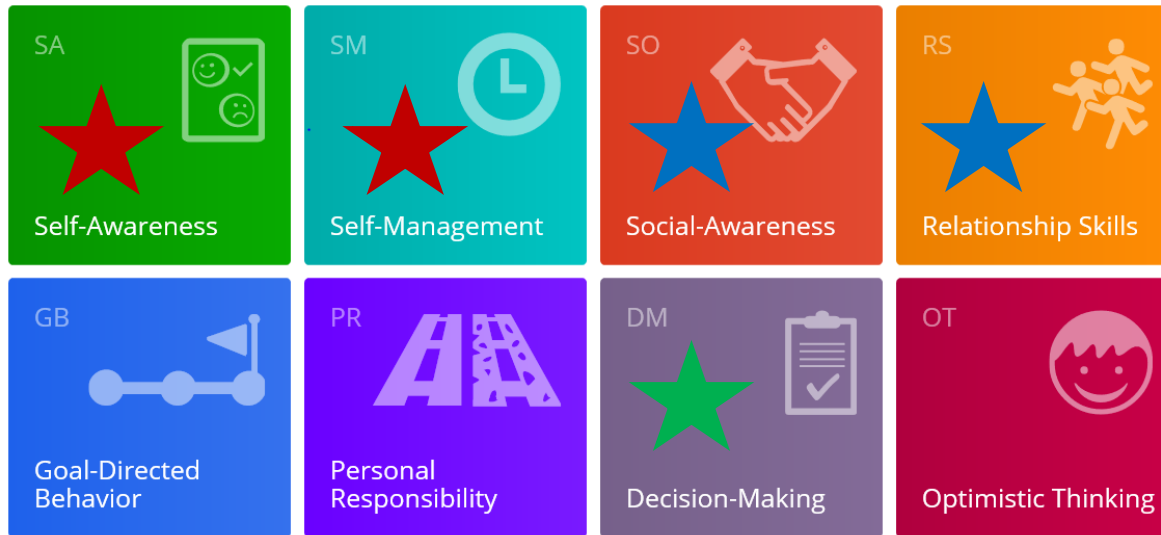 SA
Self-Awareness
SM
Self-Management
SO
Social-Awareness
RS
Relationship Skills
GB
Goal-Directed
Behavior
PR
Personal
Responsibility
DM
Decision-Making
OT
Optimistic Thinking